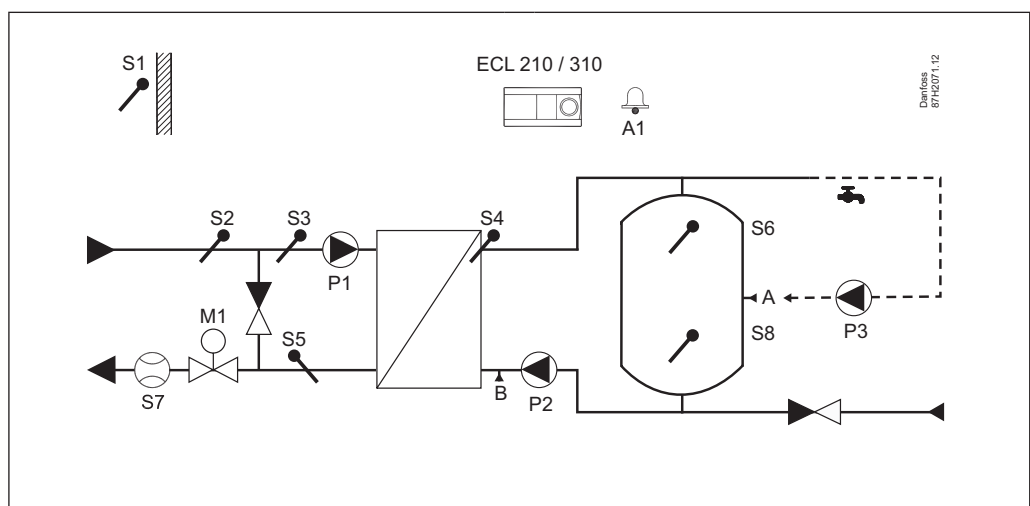 S1
ECL 210 / 310
A1
Danfoss
87H2071.12
S2
S3
S4
S6
P1
A
P3
M1
S5
S8
S7
B
P2